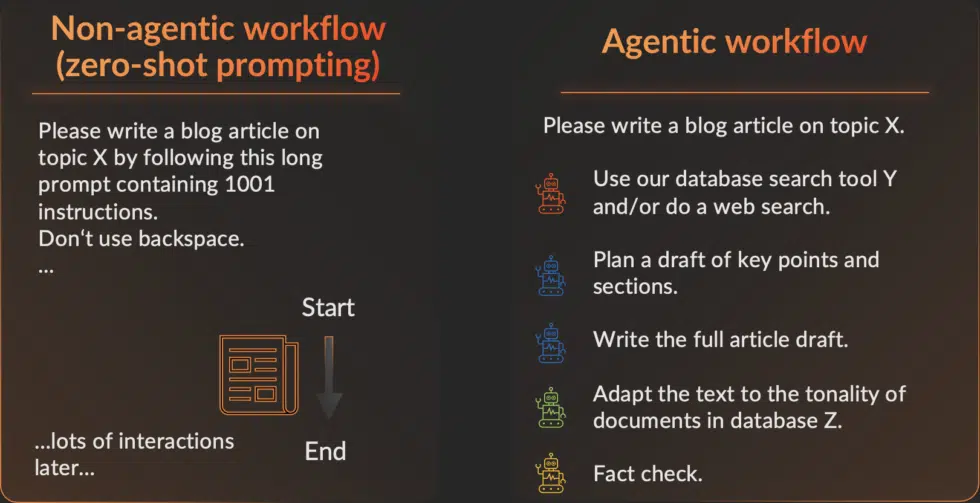 Non-agentic workflow
(zero-shot prompting)
Please write a blog article on
topic X by following this long
prompt containing 1001
instructions.
Don‘t use backspace.
...
Start
End
...lots of interactions
later...
Agentic workflow
Please write a blog article on topic X.
Use our database search tool Y
and/or do a web search.
Plan a draft of key points and
sections.
Write the full article draft.
Adapt the text to the tonality of
documents in database Z.
Fact check.